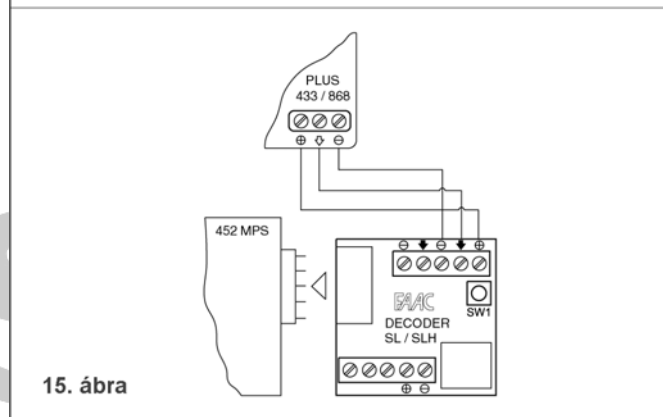 PLUS
433 / 868
452 MPS
FAAC
SW1
DECODER
SL / SLH
15. ábra